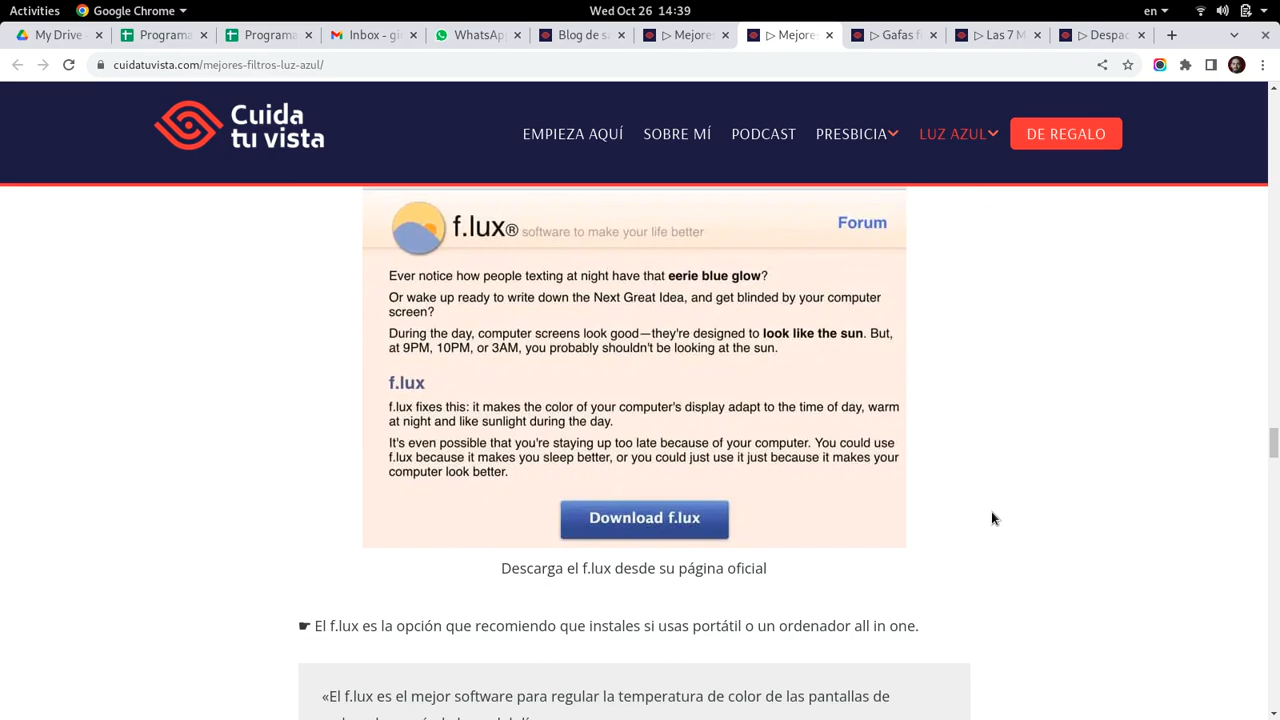 Activities
Google Chrome
Wed Oct 26 14:39
en
My Drive -
Programa
Programa
Inbox - gi
WhatsApp
Blog de sa
▷ Mejores
▷ Mejores
▷ Gafas f
▷ Las 7 M
▷ Despac
cuidatuvista.com/mejores-filtros-luz-azul/
Cuida
tu vista
EMPIEZA AQUÍ
SOBRE MÍ
PODCAST
PRESBICIA
LUZ AZUL
DE REGALO
f.lux® software to make your life better
Forum
Ever notice how people texting at night have that eerie blue glow?
Or wake up ready to write down the Next Great Idea, and get blinded by your computer
screen?
During the day, computer screens look good—they're designed to look like the sun. But,
at 9PM, 10PM, or 3AM, you probably shouldn't be looking at the sun.
f.lux
f.lux fixes this: it makes the color of your computer's display adapt to the time of day, warm
at night and like sunlight during the day.
It's even possible that you're staying up too late because of your computer. You could use
f.lux because it makes you sleep better, or you could just use it just because it makes your
computer look better.
Download f.lux
Descarga el f.lux desde su página oficial
☛ El f.lux es la opción que recomiendo que instales si usas portátil o un ordenador all in one.
«El f.lux es el mejor software para regular la temperatura de color de las pantallas de